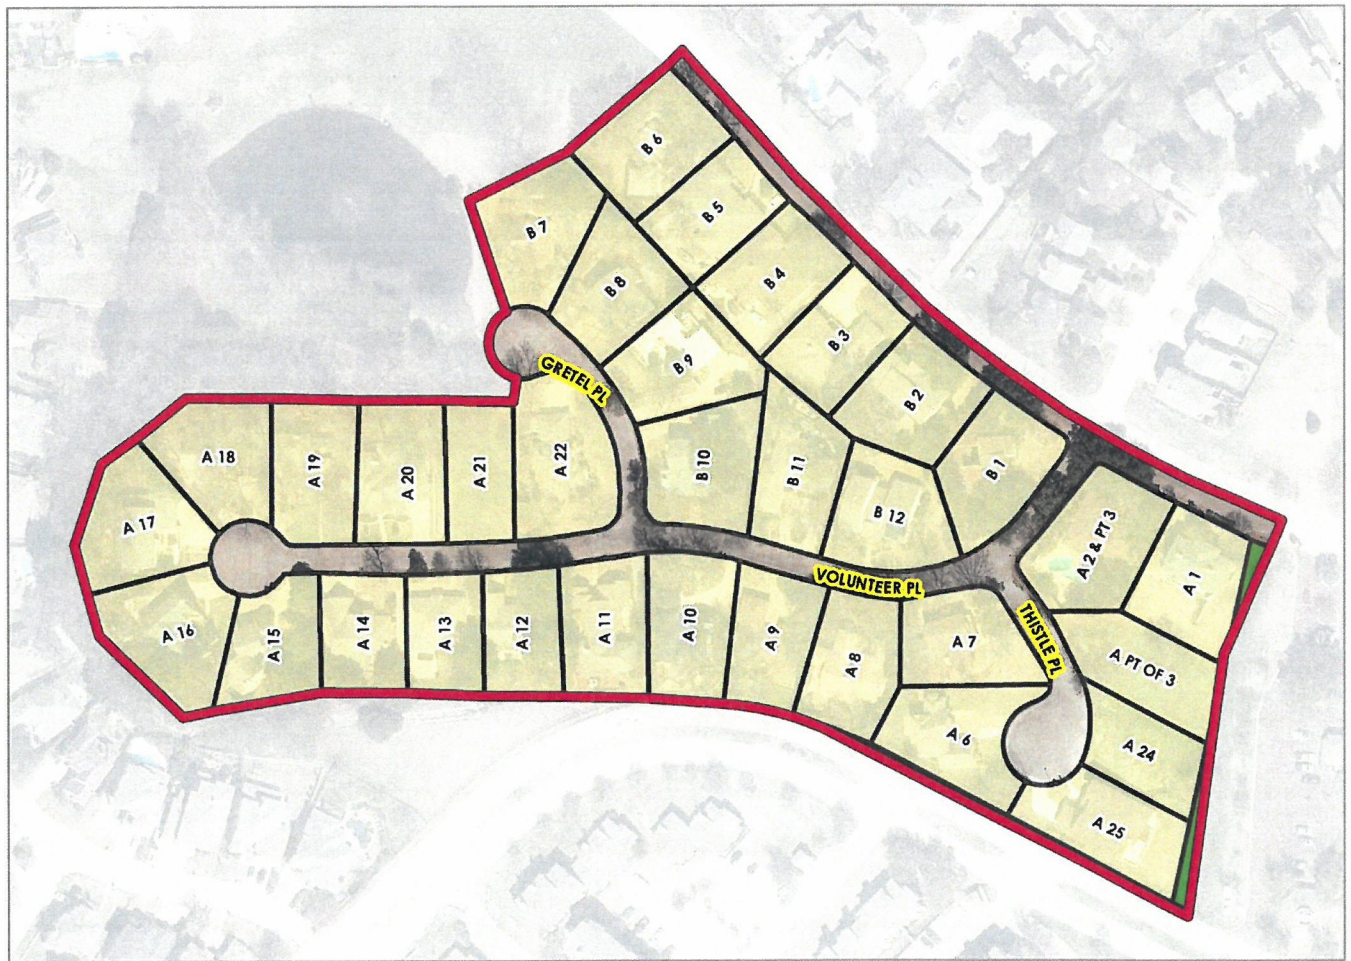 B 6
B 5
B 7
B 4
B 8
B 3
B 9
GRETEL PL
B 2
A 18
A 19
A 20
A 21
A 22
B 10
B 11
B 1
B 12
A 17
A 2 & PT 3
A 1
VOLUNTEER PL
THISTLE PL
A 16
A 15
A 14
A 13
A 12
A 11
A 10
A 9
A 8
A 7
A PT OF 3
A 6
A 24
A 25